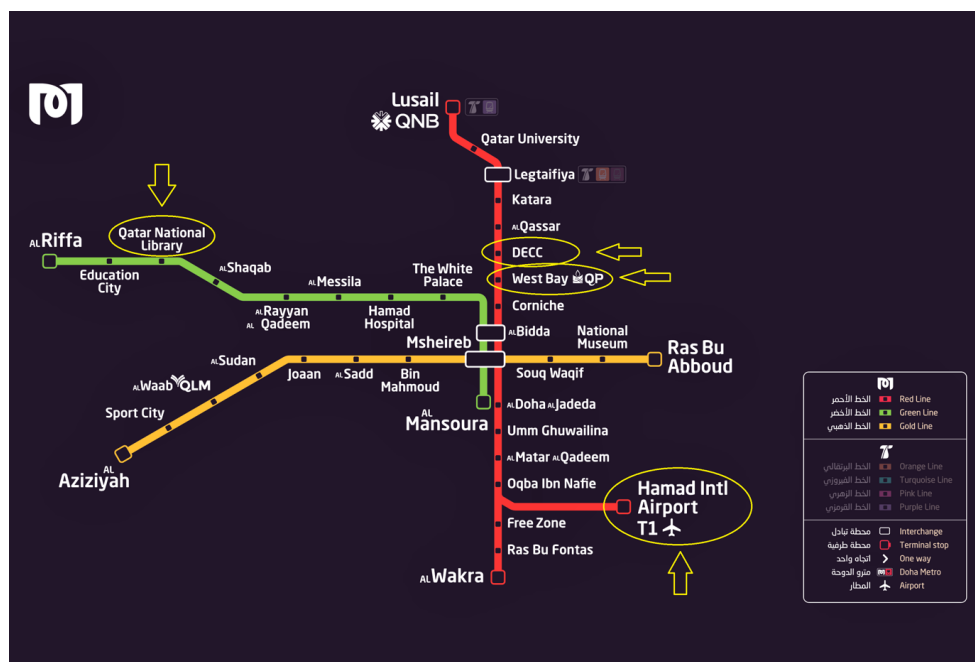 Lusail
QNB
Qatar University
Legtaifiya
Katara
AL Qassar
DECC
West Bay QP
Corniche
AL Bidda
Msheireb
AL Riffa
Education
City
Qatar National
Library
AL Shaqab
AL Rayyan
AL Qadeem
AL Messila
Hamad
Hospital
The White
Palace
AL
Mansoura
National
Museum
Souq Waqif
Ras Bu
Abboud
AL Sudan
Joaan
AL Sadd
Bin
Mahmoud
AL Waab QLM
Sport City
AL
Aziziyah
AL Doha AL Jadeda
Umm Ghuwailina
AL Matar AL Qadeem
Oqba Ibn Nafie
Hamad Intl
Airport
T1
Free Zone
Ras Bu Fontas
AL Wakra
الخط الأحمر Red Line
الخط الأخضر Green Line
الخط الذهبي Gold Line
الخط البرتقالي Orange Line
الخط الفيروزي Turquoise Line
الخط الزهري Pink Line
الخط القرمزي Purple Line
محطة تبادل Interchange
محطة طرفية Terminal stop
اتجاه واحد One way
مترو الدوحة Doha Metro
المطار Airport